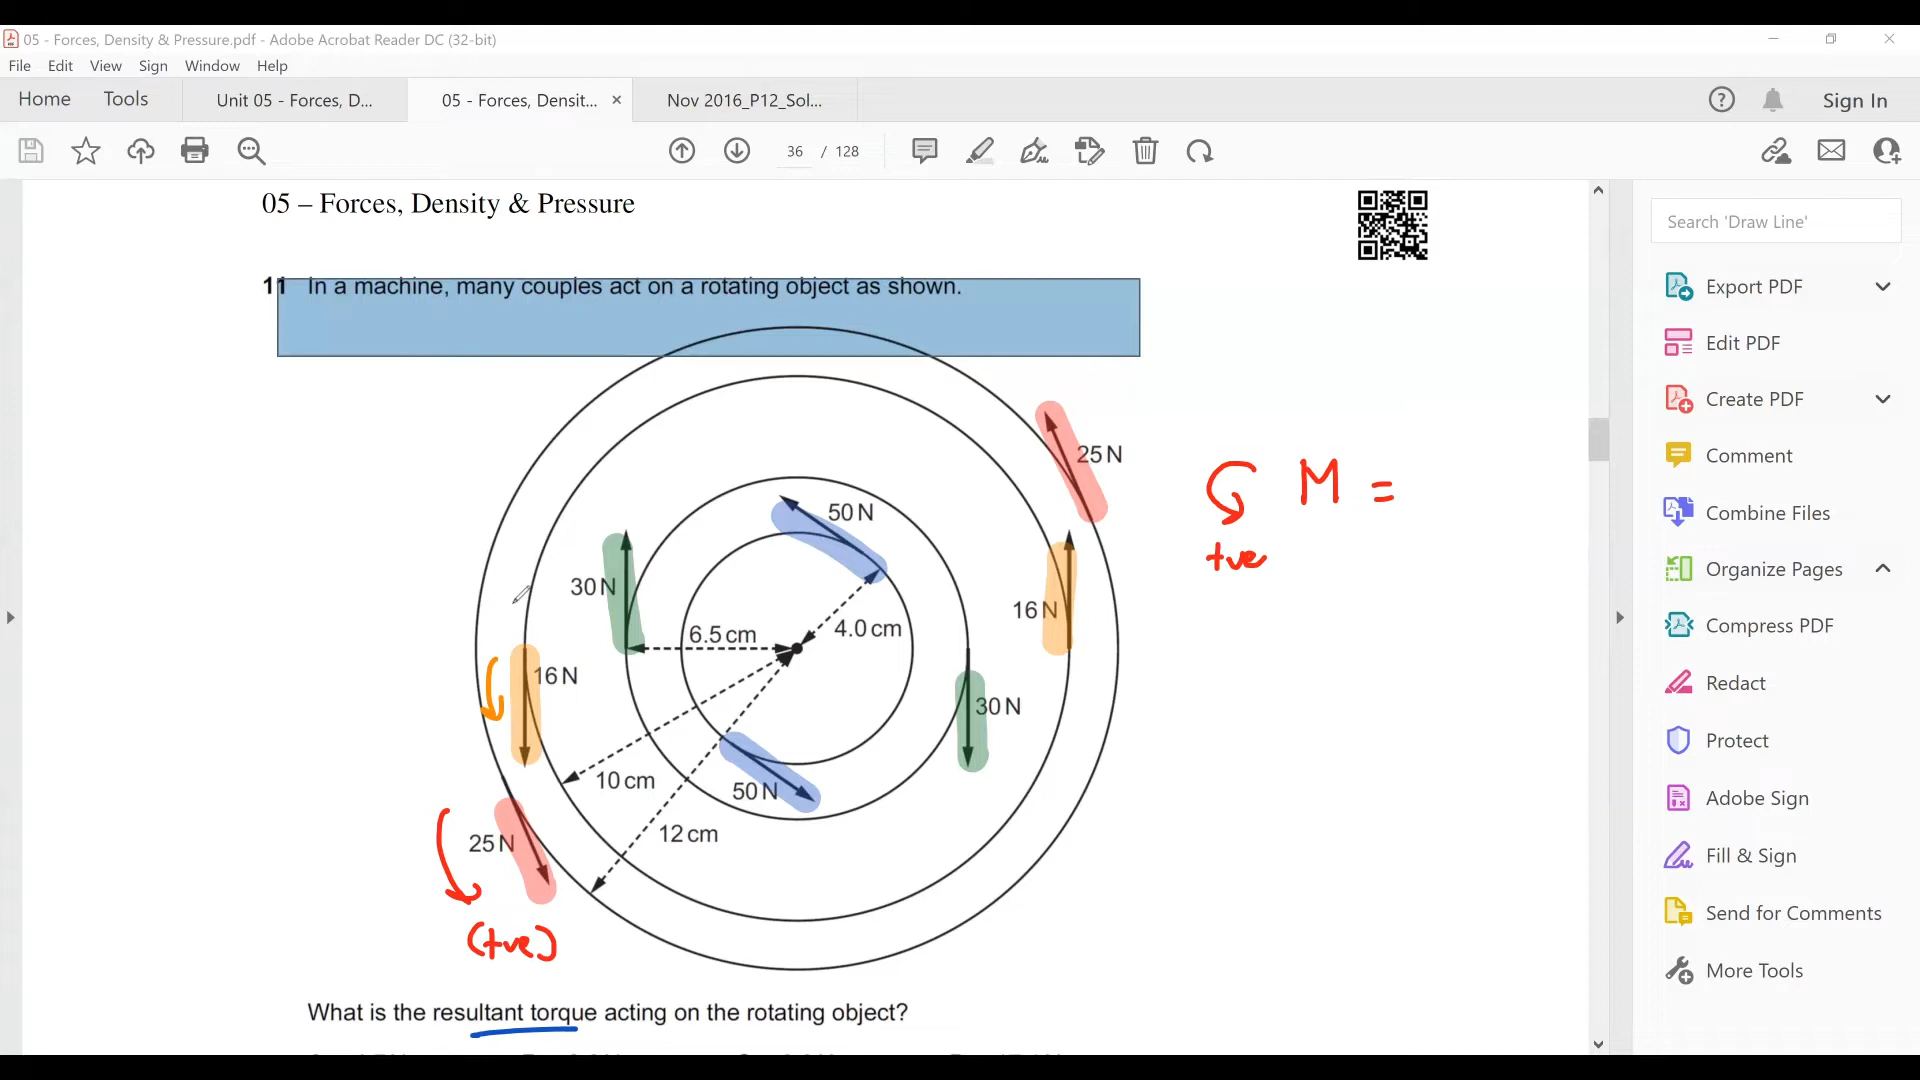 05 - Forces, Density & Pressure.pdf - Adobe Acrobat Reader DC (32-bit)
File Edit View Sign Window Help
Home Tools Unit 05 - Forces, D... 05 - Forces, Densit... × Nov 2016_P12_Sol... Sign In
36 / 128
05 – Forces, Density & Pressure
Search 'Draw Line'
11 In a machine, many couples act on a rotating object as shown.
25 N
50 N
30 N
16 N
6.5 cm
4.0 cm
16 N
30 N
10 cm
50 N
12 cm
25 N
(+ve)
M =
+ve
What is the resultant torque acting on the rotating object?
Export PDF
Edit PDF
Create PDF
Comment
Combine Files
Organize Pages
Compress PDF
Redact
Protect
Adobe Sign
Fill & Sign
Send for Comments
More Tools